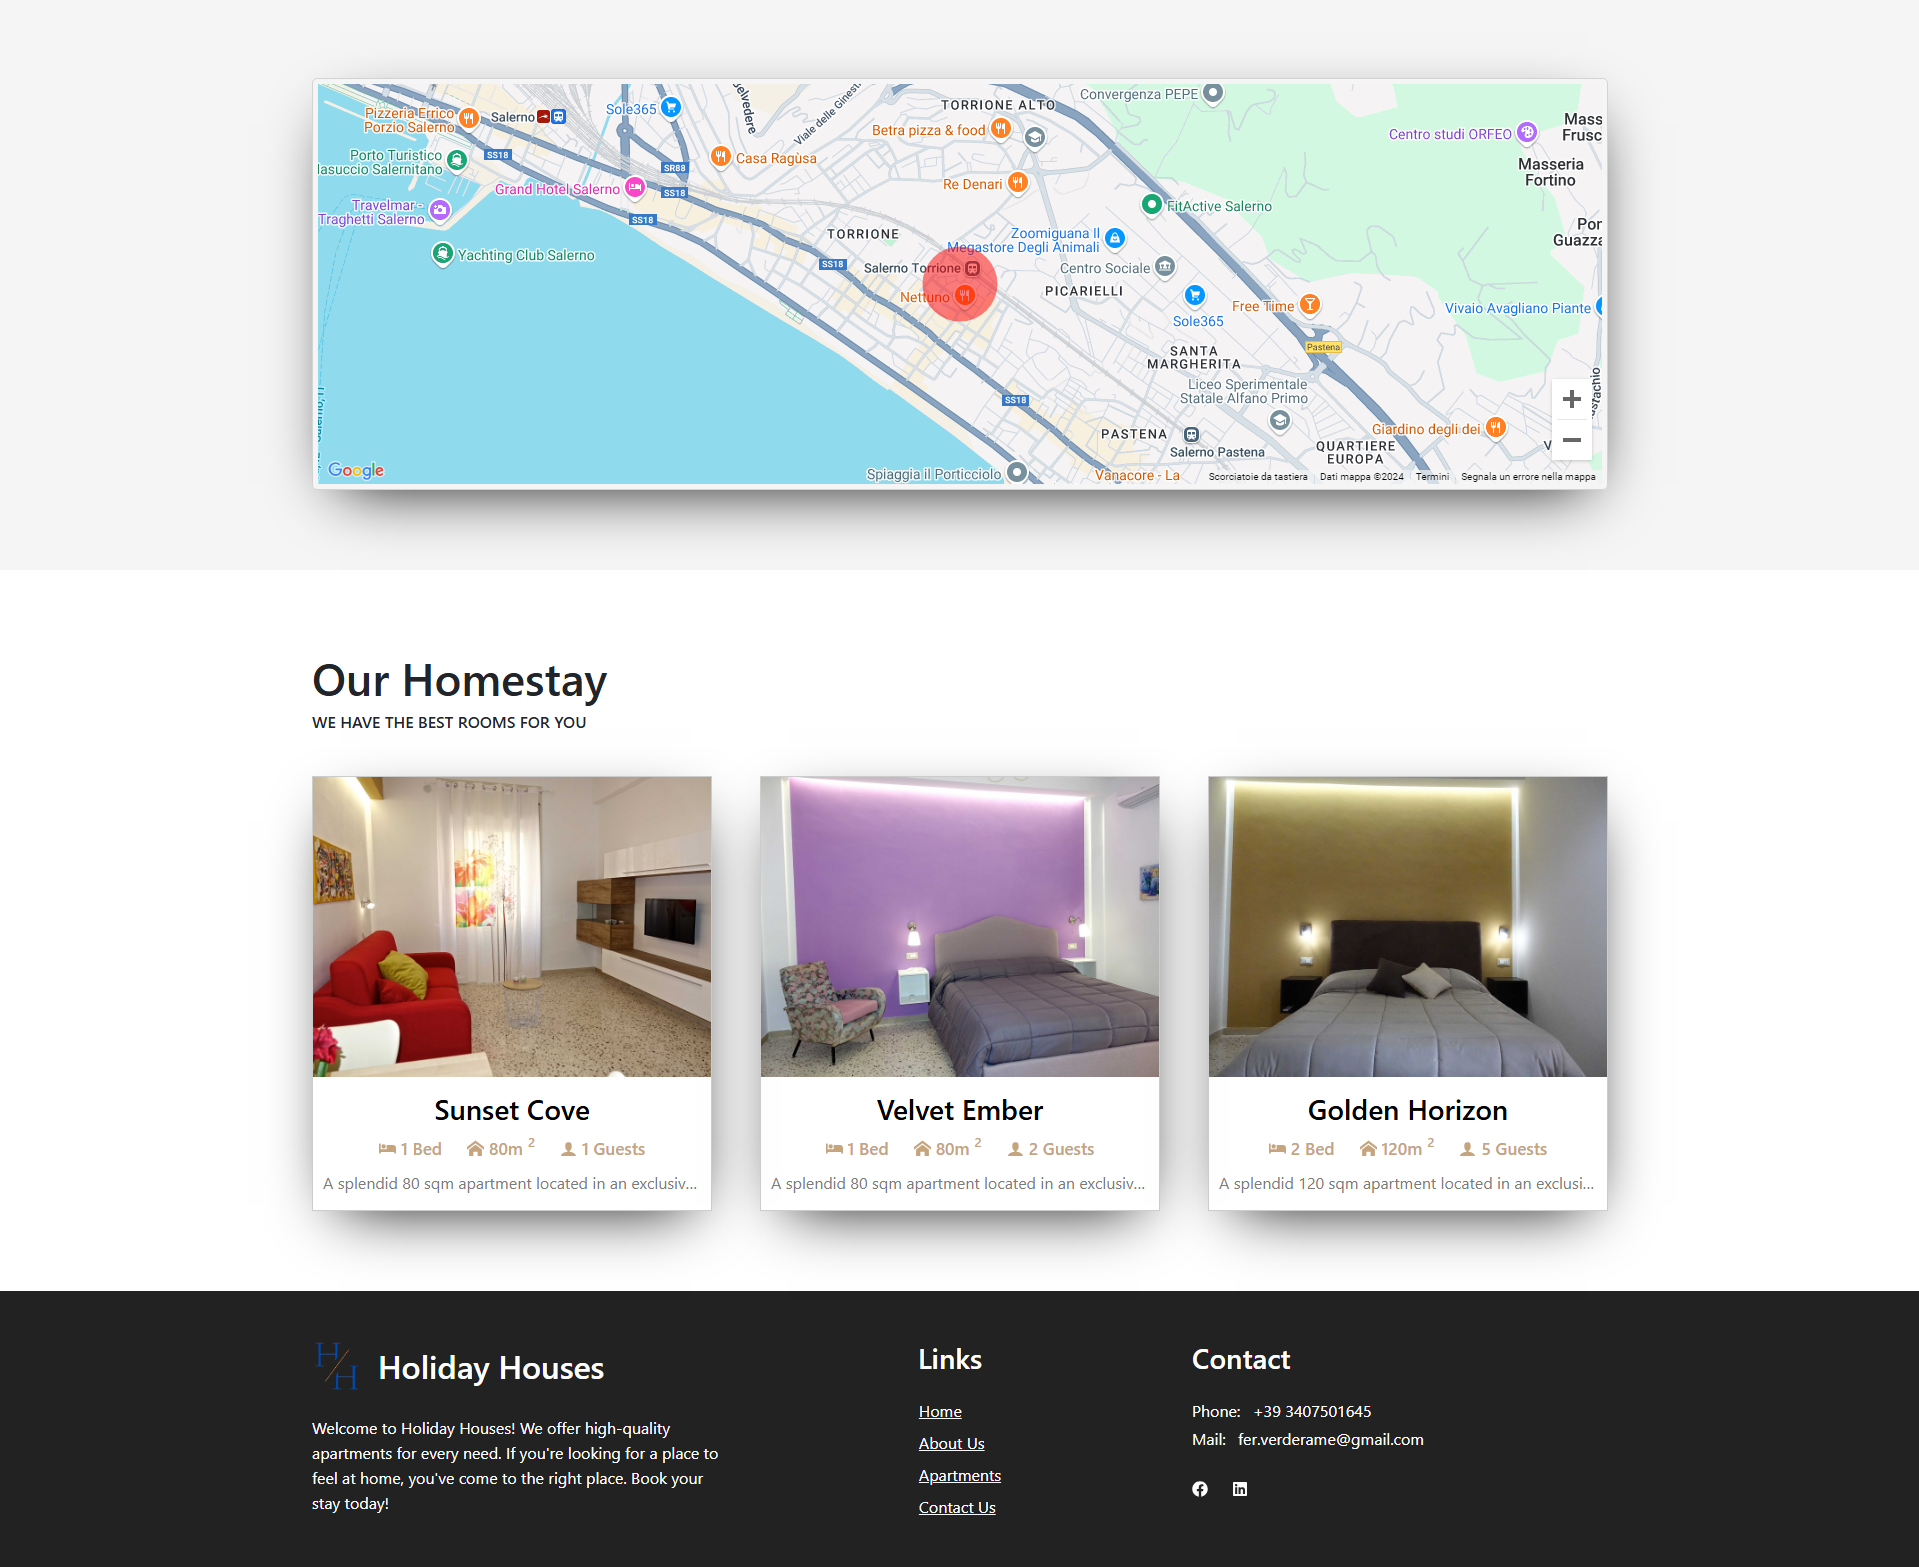 Pizzeria Errico
Porzio Salerno
Salerno
Sole365
Viale delle Ginest
TORRIONE ALTO
Convergenza PEPE
Betra pizza & food
Centro studi ORFEO
Mass
Frusc
Porto Turistico
lasuccio Salernitano
SS18
SR88
Casa Ragùsa
Masseria
Fortino
Grand Hotel Salerno
SS18
Re Denari
Travelmar -
Traghetti Salerno
SS18
FitActive Salerno
TORRIONE
Zoomiguana Il
Megastore Degli Animali
Por
Guazza
Yachting Club Salerno
SS18
Salerno Torrione
Centro Sociale
Nettuno
PICARIELLI
Sole365
Free Time
Vivaio Avagliano Piante
Pastena
SANTA
MARGHERITA
Liceo Sperimentale
Statale Alfano Primo
SS18
PASTENA
Salerno Pastena
Giardino degli dei
QUARTIERE
EUROPA
Google
Spiaggia il Porticciolo
Vanacore - La
Scorciatoie da tastiera
Dati mappa ©2024
Termini
Segnala un errore nella mappa
Our Homestay
WE HAVE THE BEST ROOMS FOR YOU
Sunset Cove
1 Bed 80m 2 1 Guests
A splendid 80 sqm apartment located in an exclusiv...
Velvet Ember
1 Bed 80m 2 2 Guests
A splendid 80 sqm apartment located in an exclusiv...
Golden Horizon
2 Bed 120m 2 5 Guests
A splendid 120 sqm apartment located in an exclusi...
HH
Holiday Houses
Welcome to Holiday Houses! We offer high-quality
apartments for every need. If you're looking for a place to
feel at home, you've come to the right place. Book your
stay today!
Links
Home
About Us
Apartments
Contact Us
Contact
Phone: +39 3407501645
Mail: fer.verderame@gmail.com